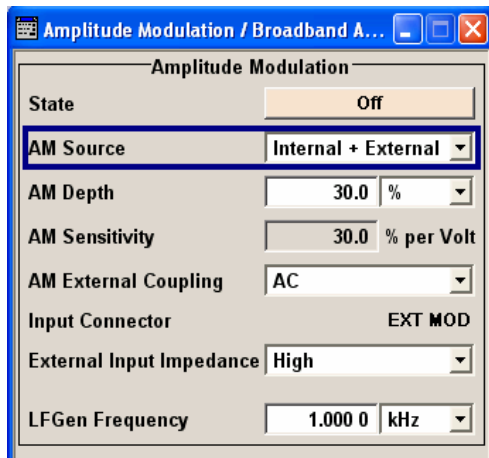 Amplitude Modulation / Broadband A...
Amplitude Modulation
State Off
AM Source Internal + External
AM Depth 30.0 %
AM Sensitivity 30.0 % per Volt
AM External Coupling AC
Input Connector EXT MOD
External Input Impedance High
LFGen Frequency 1.000 0 kHz